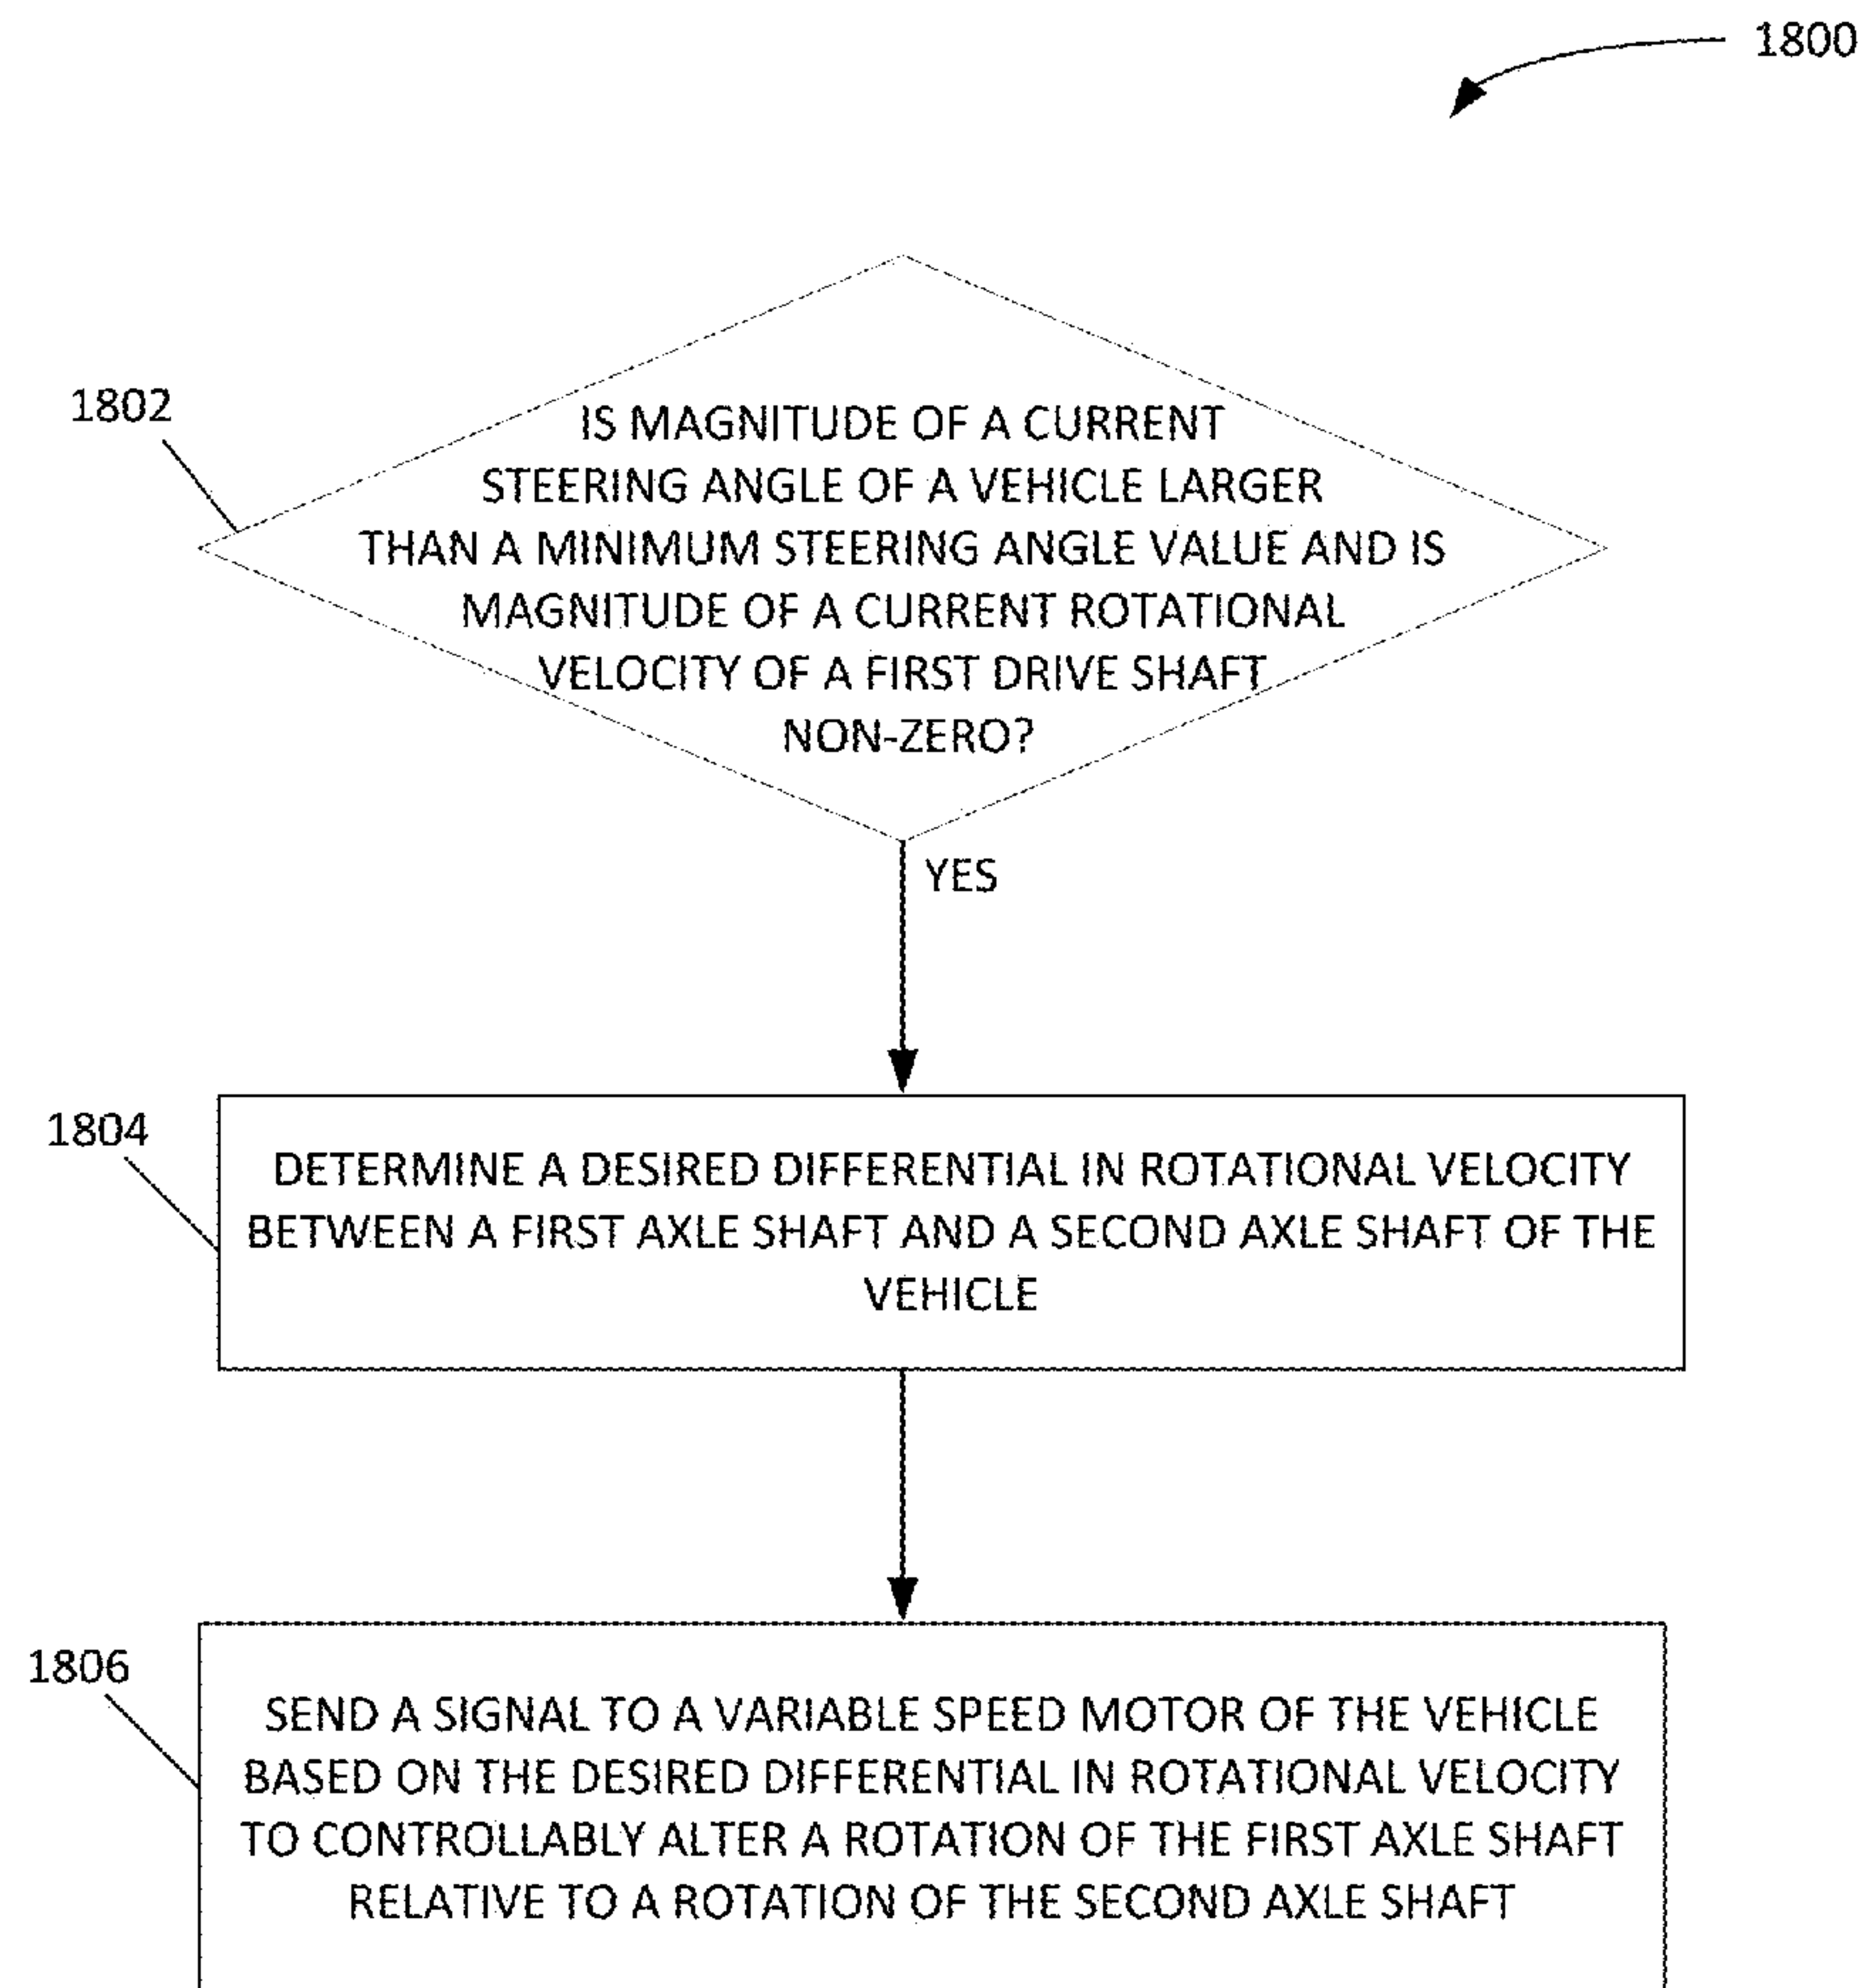 1800
1802
IS MAGNITUDE OF A CURRENT
STEERING ANGLE OF A VEHICLE LARGER
THAN A MINIMUM STEERING ANGLE VALUE AND IS
MAGNITUDE OF A CURRENT ROTATIONAL
VELOCITY OF A FIRST DRIVE SHAFT
NON-ZERO?
YES
1804
DETERMINE A DESIRED DIFFERENTIAL IN ROTATIONAL VELOCITY
BETWEEN A FIRST AXLE SHAFT AND A SECOND AXLE SHAFT OF THE
VEHICLE
1806
SEND A SIGNAL TO A VARIABLE SPEED MOTOR OF THE VEHICLE
BASED ON THE DESIRED DIFFERENTIAL IN ROTATIONAL VELOCITY
TO CONTROLLABLY ALTER A ROTATION OF THE FIRST AXLE SHAFT
RELATIVE TO A ROTATION OF THE SECOND AXLE SHAFT